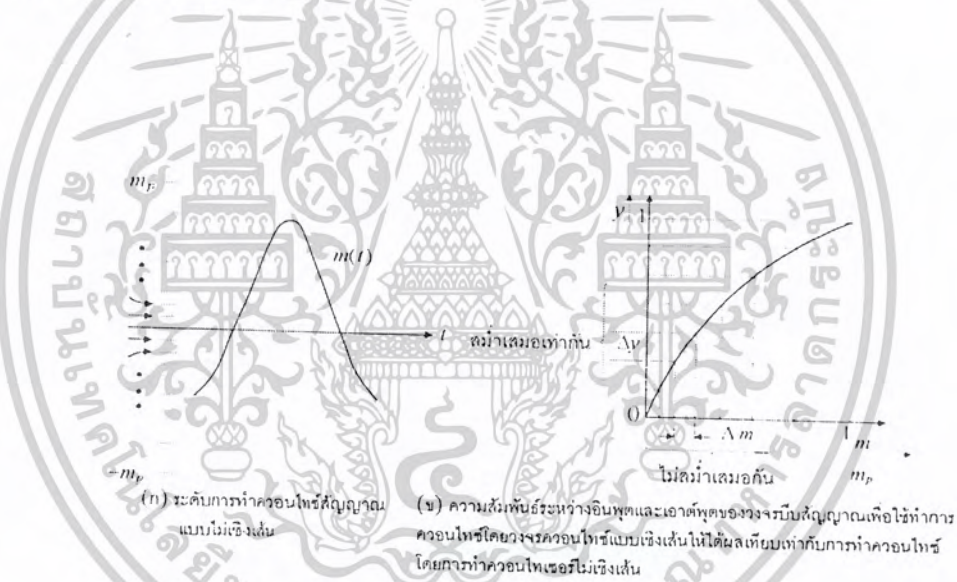 m_p
m(t)
t
-m_p
(ก) ระดับการทำควอนไทซ์สัญญาณ
แบบไม่เชิงเส้น
y 1
สม่ำเสมอเท่ากัน Δy
0
Δm
1 m
m_p
ไม่สม่ำเสมอกัน
(ข) ความสัมพันธ์ระหว่างอินพุตและเอาต์พุตของวงจรบีบสัญญาณเพื่อใช้ทำการ
ควอนไทซ์โดยวงจรควอนไทซ์แบบเชิงเส้นให้ได้ผลเทียบเท่ากับการทำควอนไทซ์
โดยการทำควอนไทเซอร์ไม่เชิงเส้น